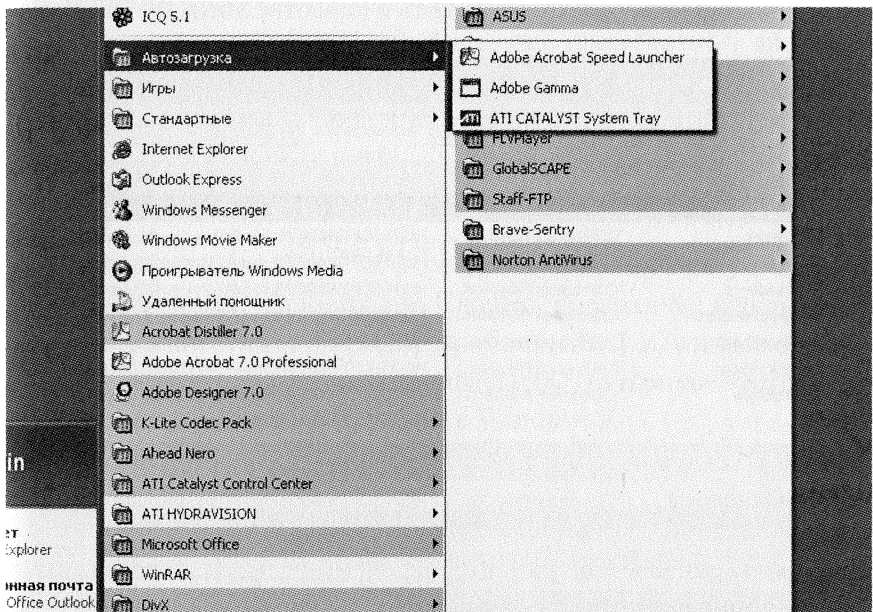 ICQ 5.1
Автозагрузка
Игры
Стандартные
Internet Explorer
Outlook Express
Windows Messenger
Windows Movie Maker
Проигрыватель Windows Media
Удаленный помощник
Acrobat Distiller 7.0
Adobe Acrobat 7.0 Professional
Adobe Designer 7.0
K-Lite Codec Pack
Ahead Nero
ATI Catalyst Control Center
ATI HYDRAVISION
Microsoft Office
WinRAR
DivX
ASUS
Adobe Acrobat Speed Launcher
Adobe Gamma
ATI CATALYST System Tray
FLVPlayer
GlobalSCAPE
Staff-FTP
Brave-Sentry
Norton AntiVirus
in
ет
Explorer
онная почта
Office Outlook